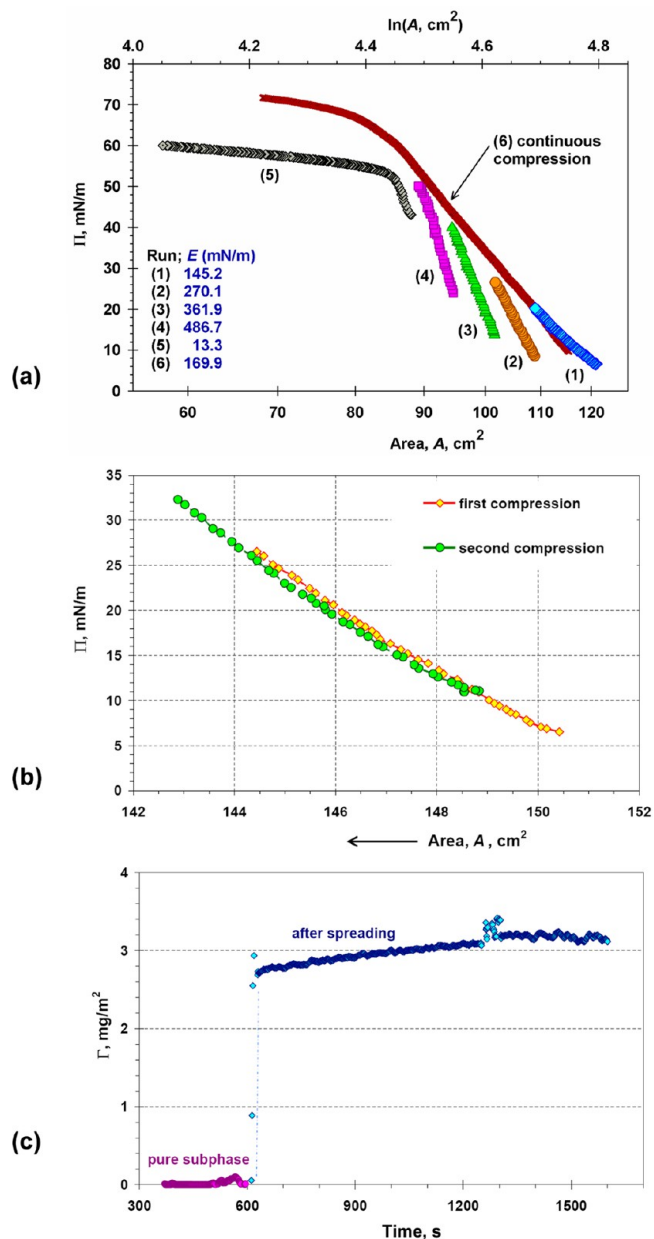 ln(A, cm²)
4.0 4.2 4.4 4.6 4.8
80
70
60
50
40
30
20
10
0
Π, mN/m
(6) continuous
compression
(5)
(4)
(3)
(2)
(1)
Run; E (mN/m)
(1) 145.2
(2) 270.1
(3) 361.9
(4) 486.7
(5) 13.3
(6) 169.9
(a)
60 70 80 90 100 110 120
Area, A, cm²
35
30
25
20
15
10
5
0
Π, mN/m
first compression
second compression
(b)
142 144 146 148 150 152
Area, A , cm²
4
3
2
1
0
Γ, mg/m²
after spreading
pure subphase
(c)
300 600 900 1200 1500
Time, s